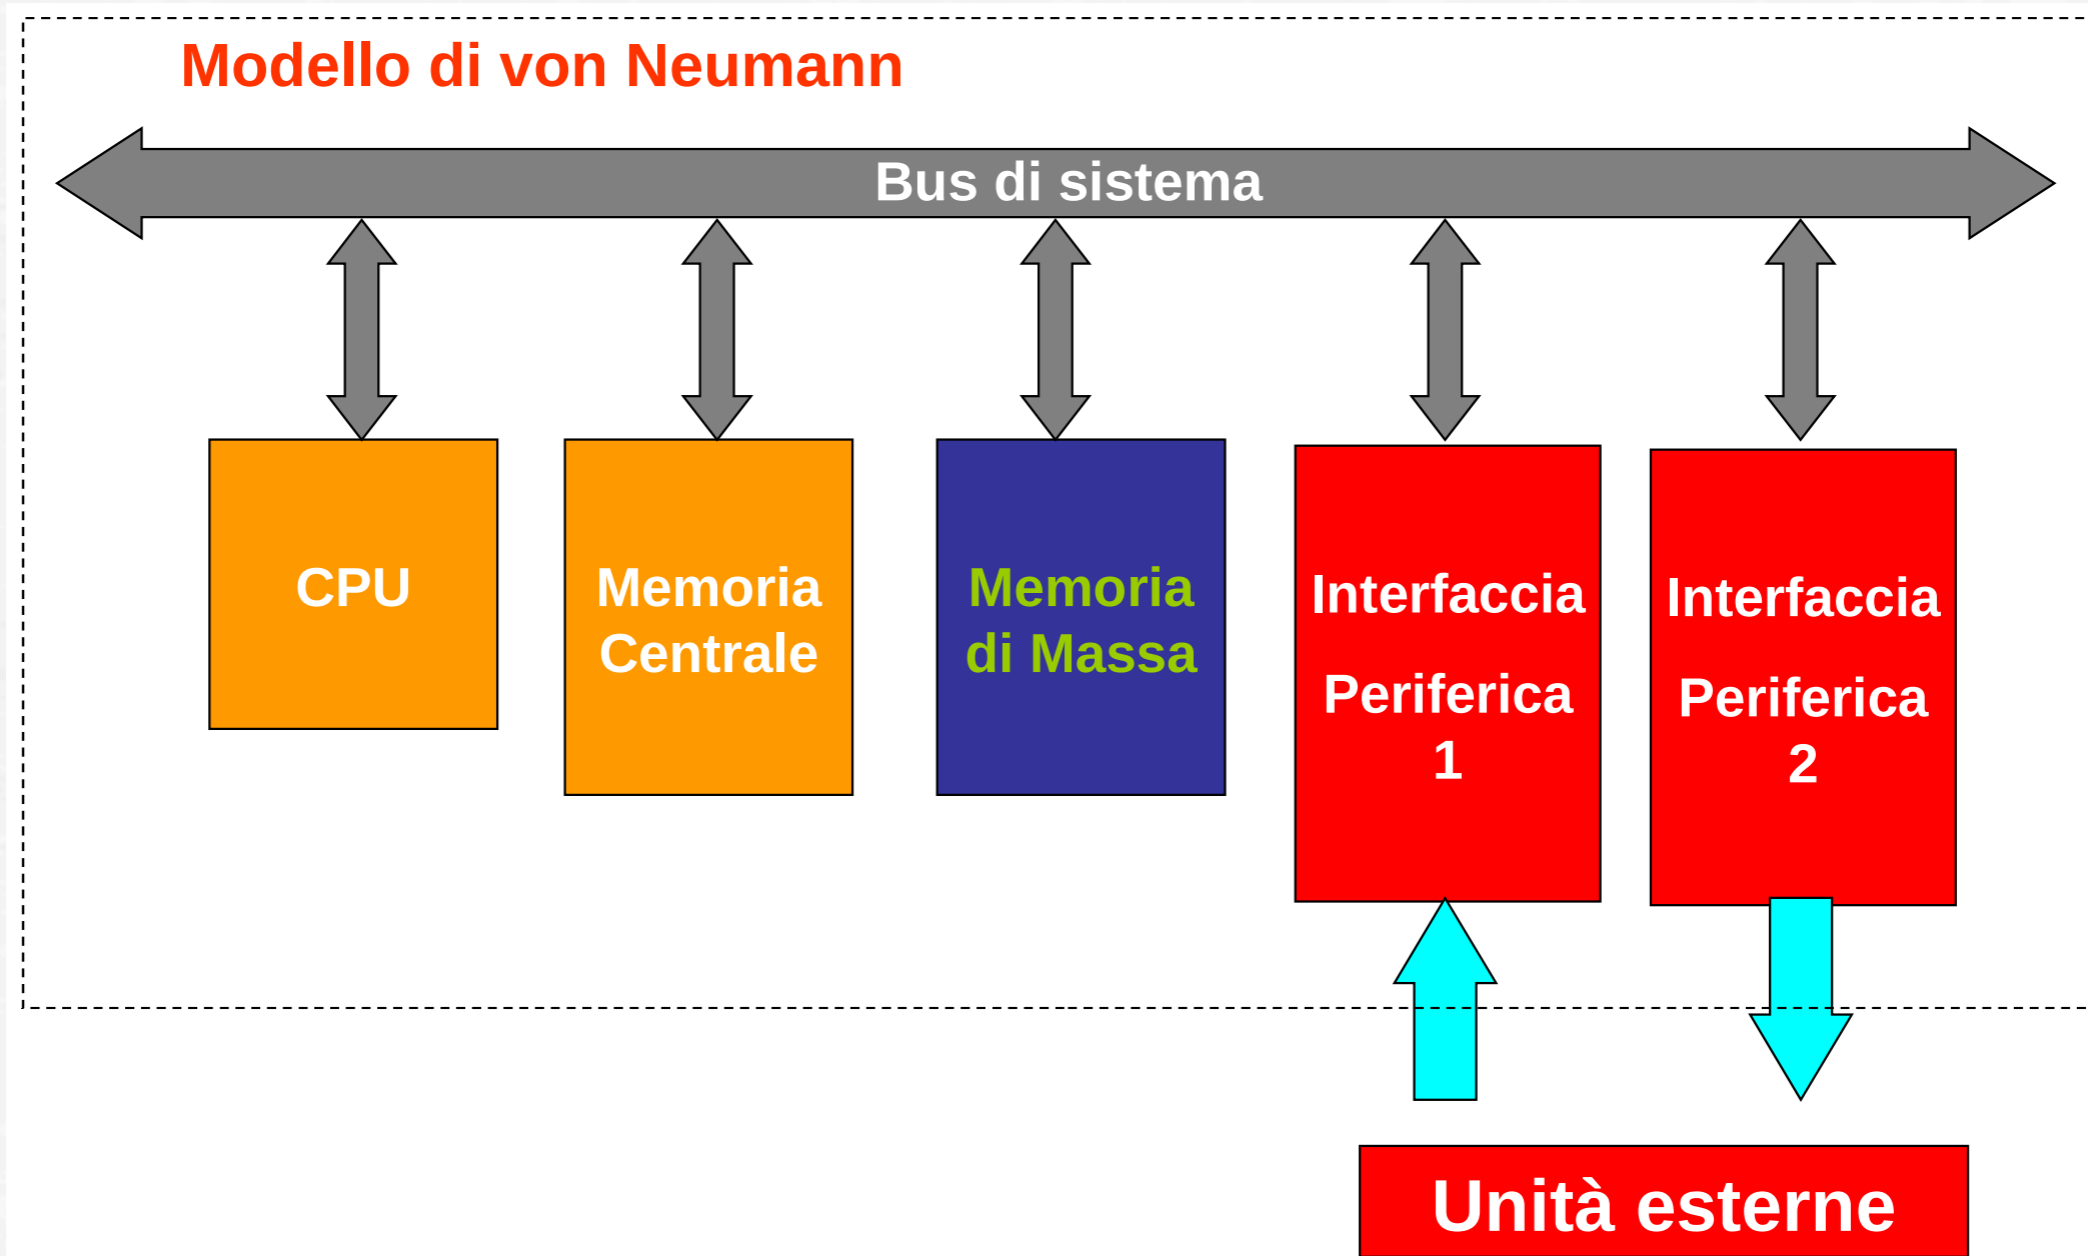 Modello di von Neumann
Bus di sistema
CPU
Memoria
Centrale
Memoria
di Massa
Interfaccia
Periferica
1
Interfaccia
Periferica
2
Unità esterne